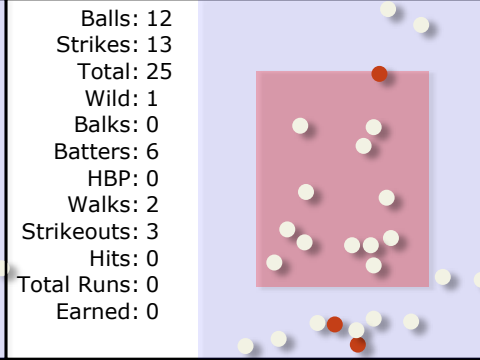 Balls: 12
Strikes: 13
Total: 25
Wild: 1
Balks: 0
Batters: 6
HBP: 0
Walks: 2
Strikeouts: 3
Hits: 0
Total Runs: 0
Earned: 0